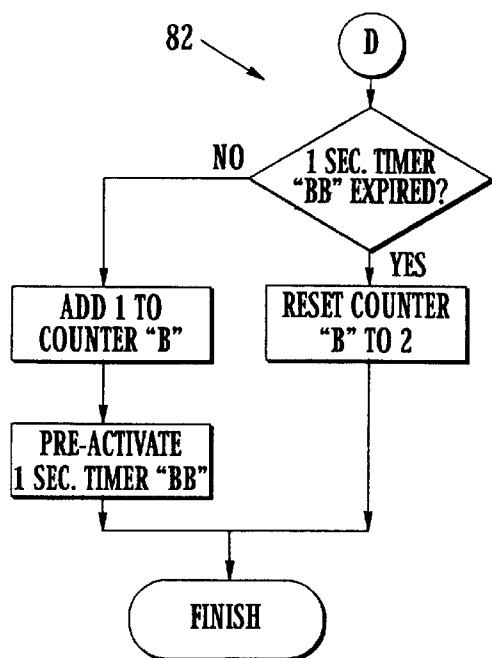 82
D
1 SEC. TIMER
"BB" EXPIRED?
NO
YES
ADD 1 TO
COUNTER "B"
RESET COUNTER
"B" TO 2
PRE-ACTIVATE
1 SEC. TIMER "BB"
FINISH